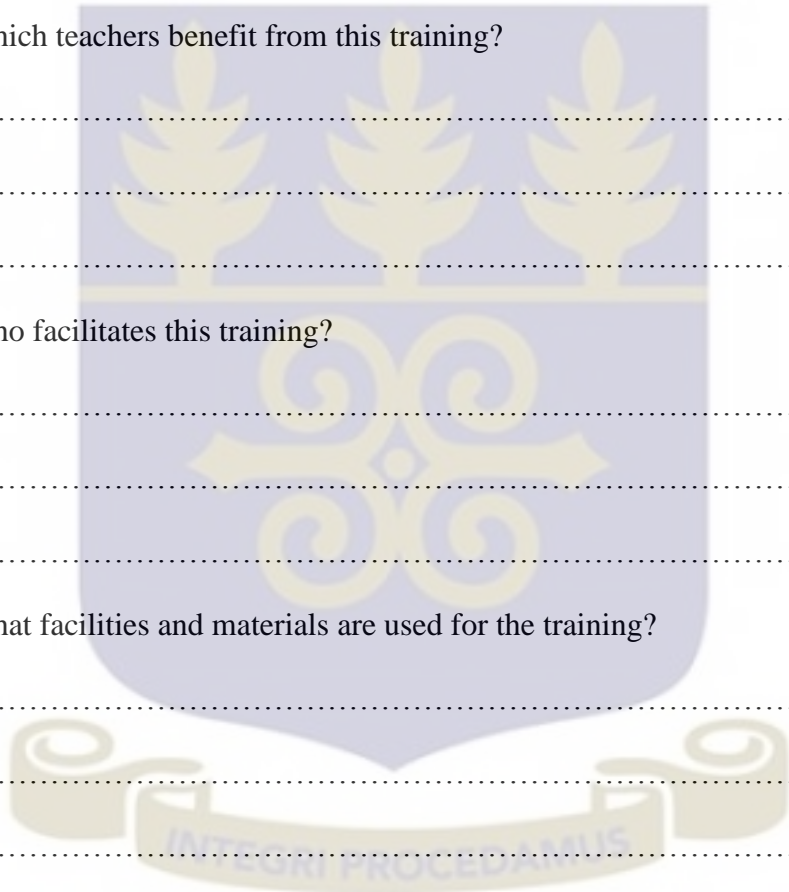 hich teachers benefit from this training?
................................................................................
................................................................................
................................................................................
ho facilitates this training?
................................................................................
................................................................................
................................................................................
hat facilities and materials are used for the training?
................................................................................
................................................................................
................................................................................
INTEGRI PROCEDAMUS